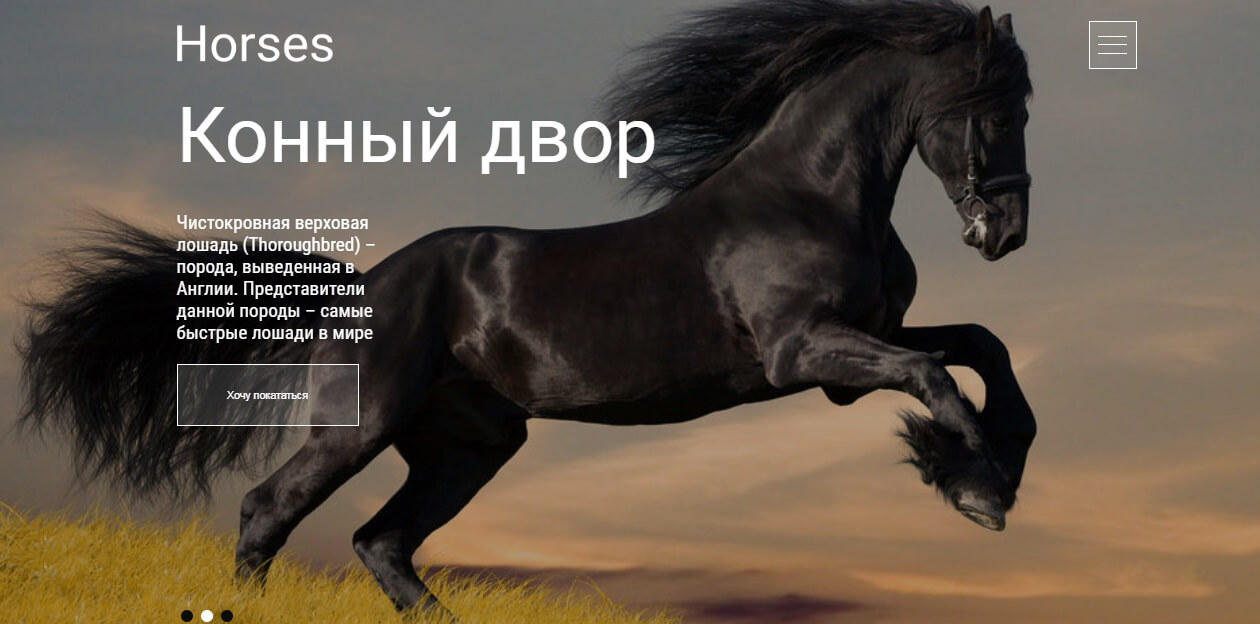 Horses
Конный двор
Чистокровная верховая
лошадь (Thoroughbred) –
порода, выведенная в
Англии. Представители
данной породы – самые
быстрые лошади в мире
Хочу покататься